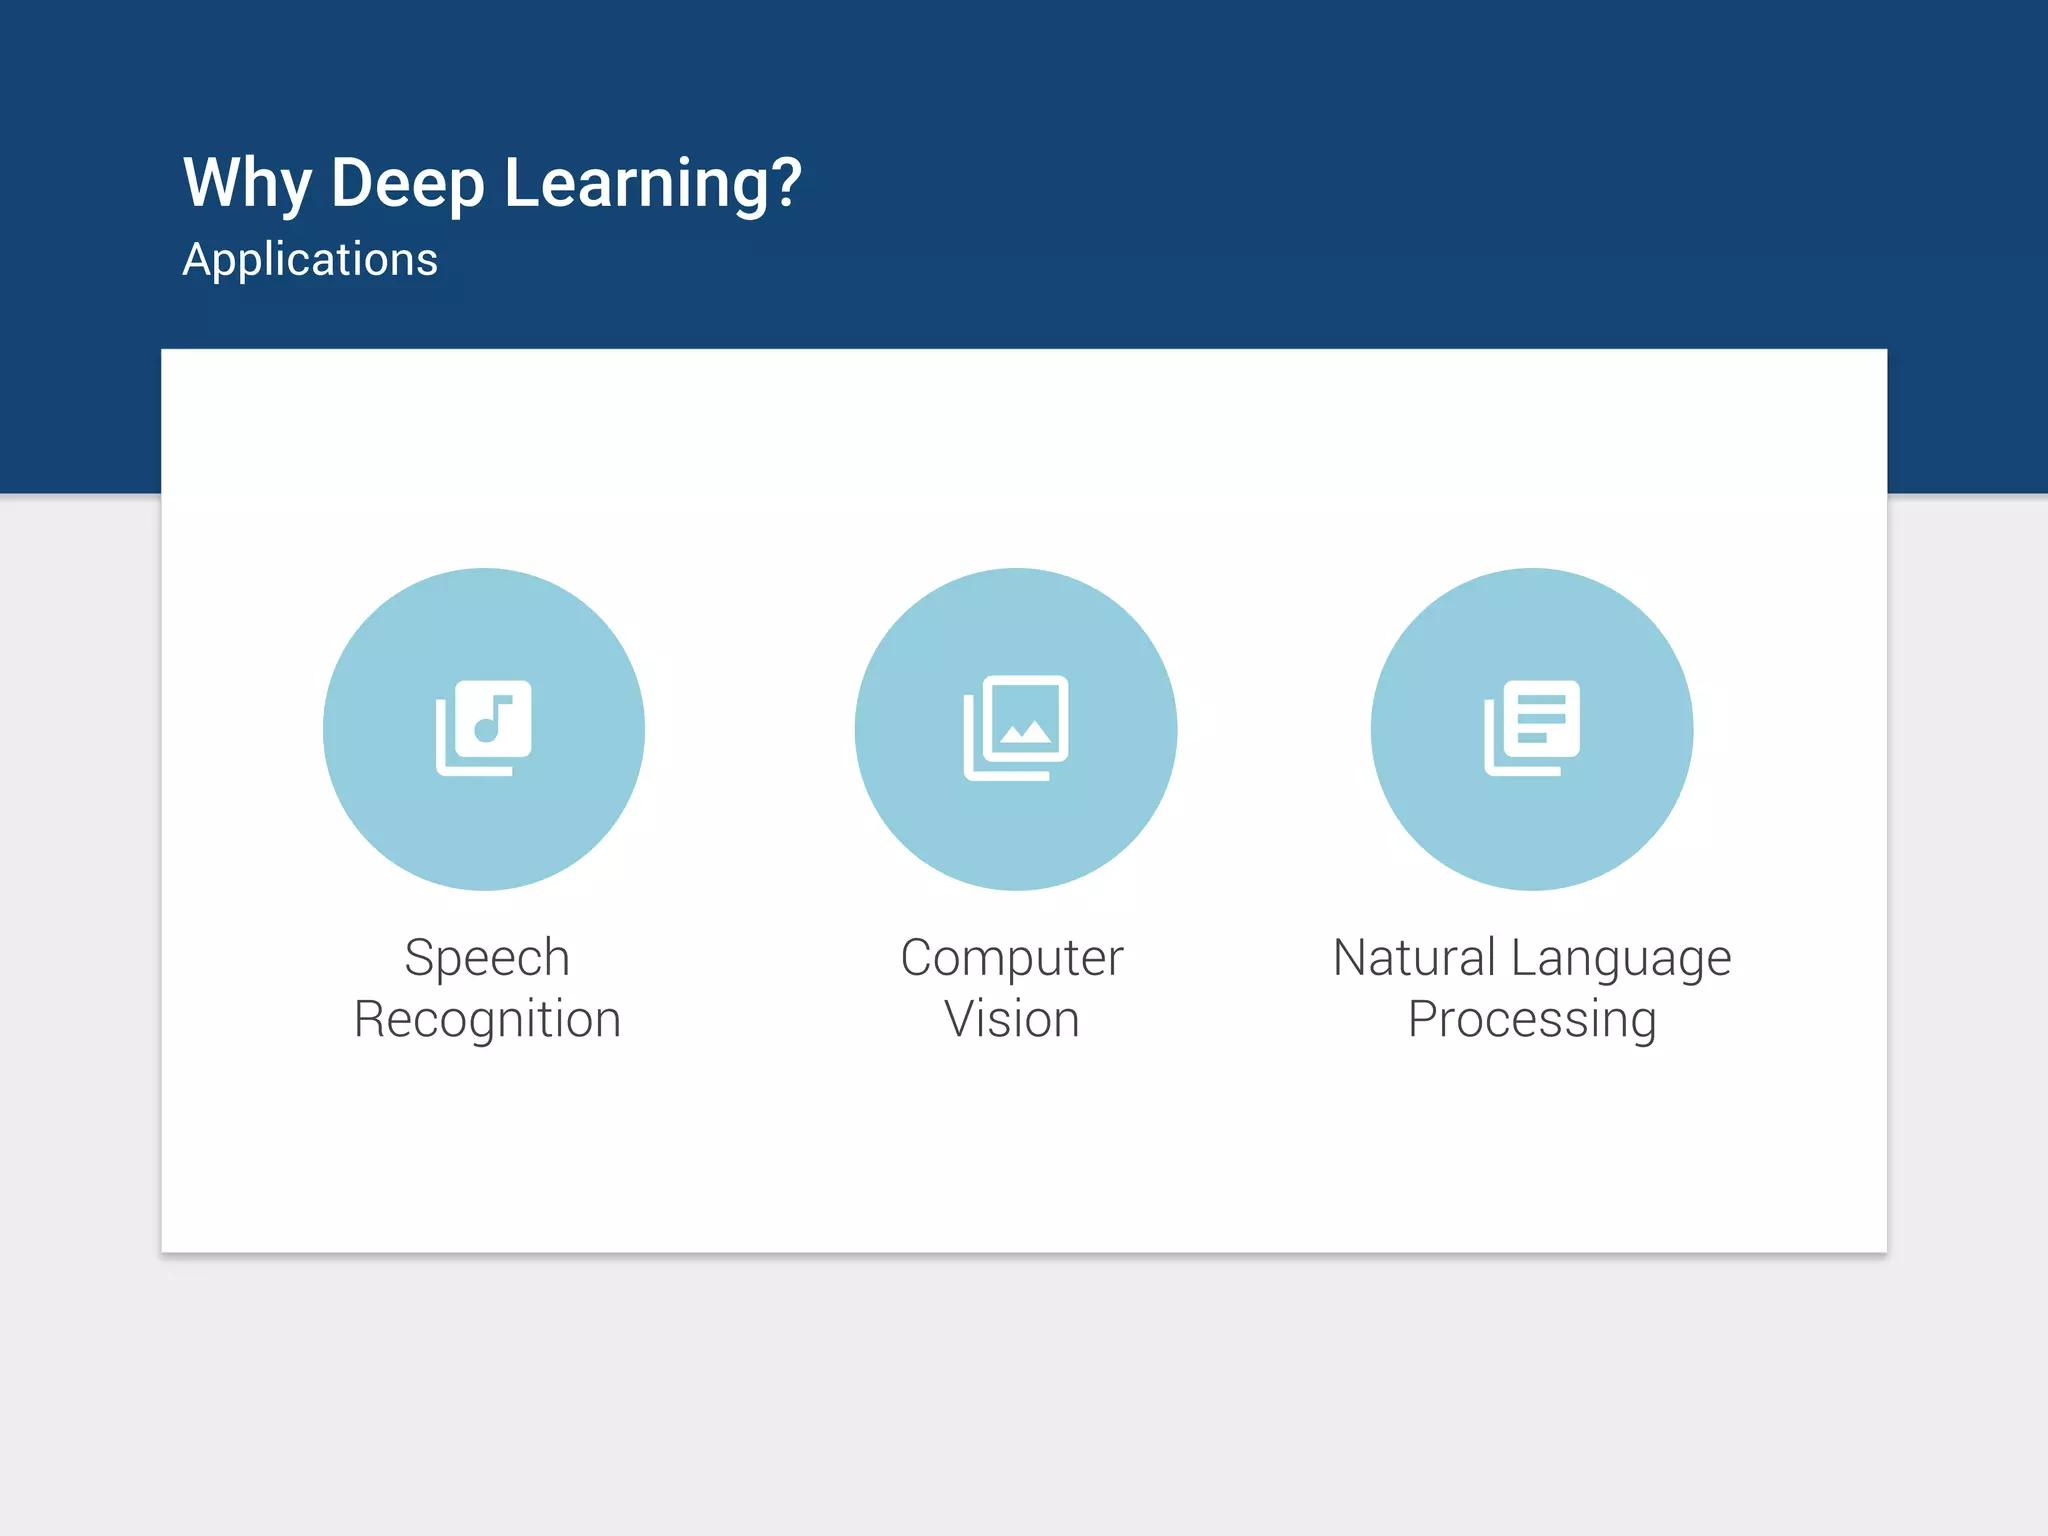 Why Deep Learning?
Applications
Speech
Recognition
Computer
Vision
Natural Language
Processing